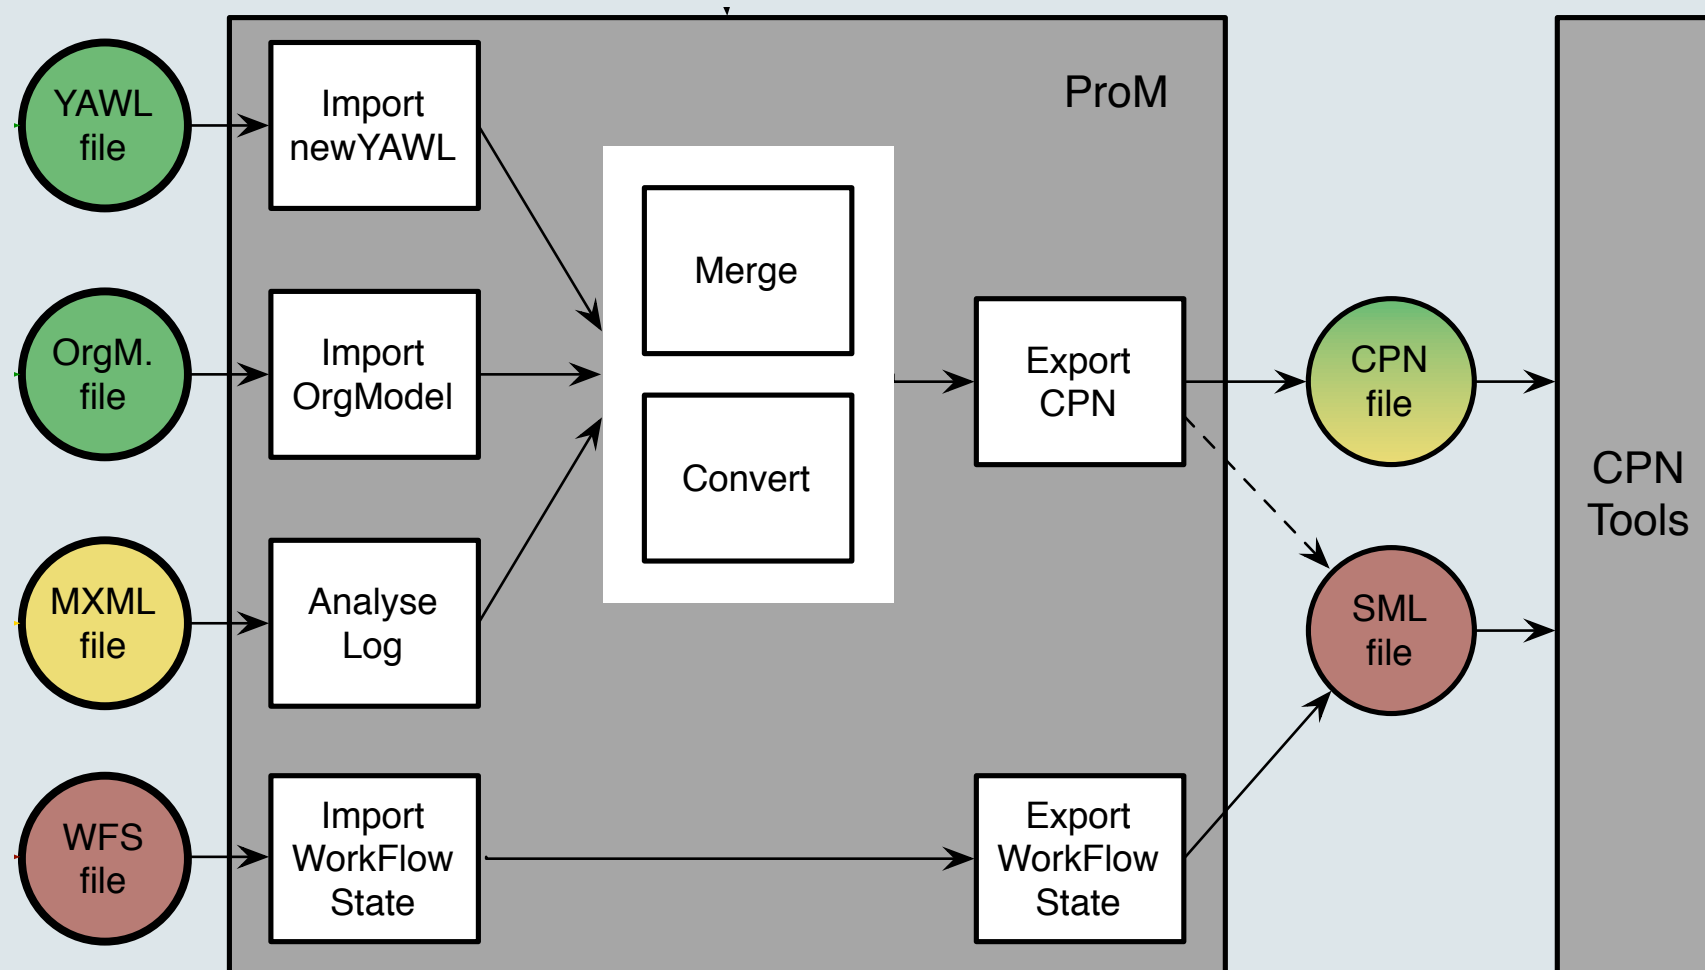 YAWL
file
Import
newYAWL
ProM
Merge
OrgM.
file
Import
OrgModel
Export
CPN
CPN
file
Convert
CPN
Tools
MXML
file
Analyse
Log
SML
file
WFS
file
Import
WorkFlow
State
Export
WorkFlow
State